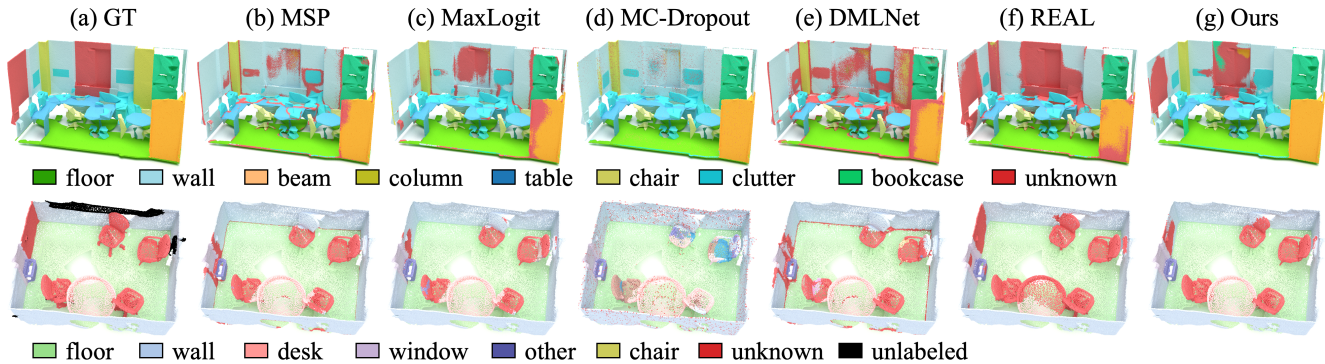 (a) GT (b) MSP (c) MaxLogit (d) MC-Dropout (e) DMLNet (f) REAL (g) Ours
floor wall beam column table chair clutter bookcase unknown
floor wall desk window other chair unknown unlabeled